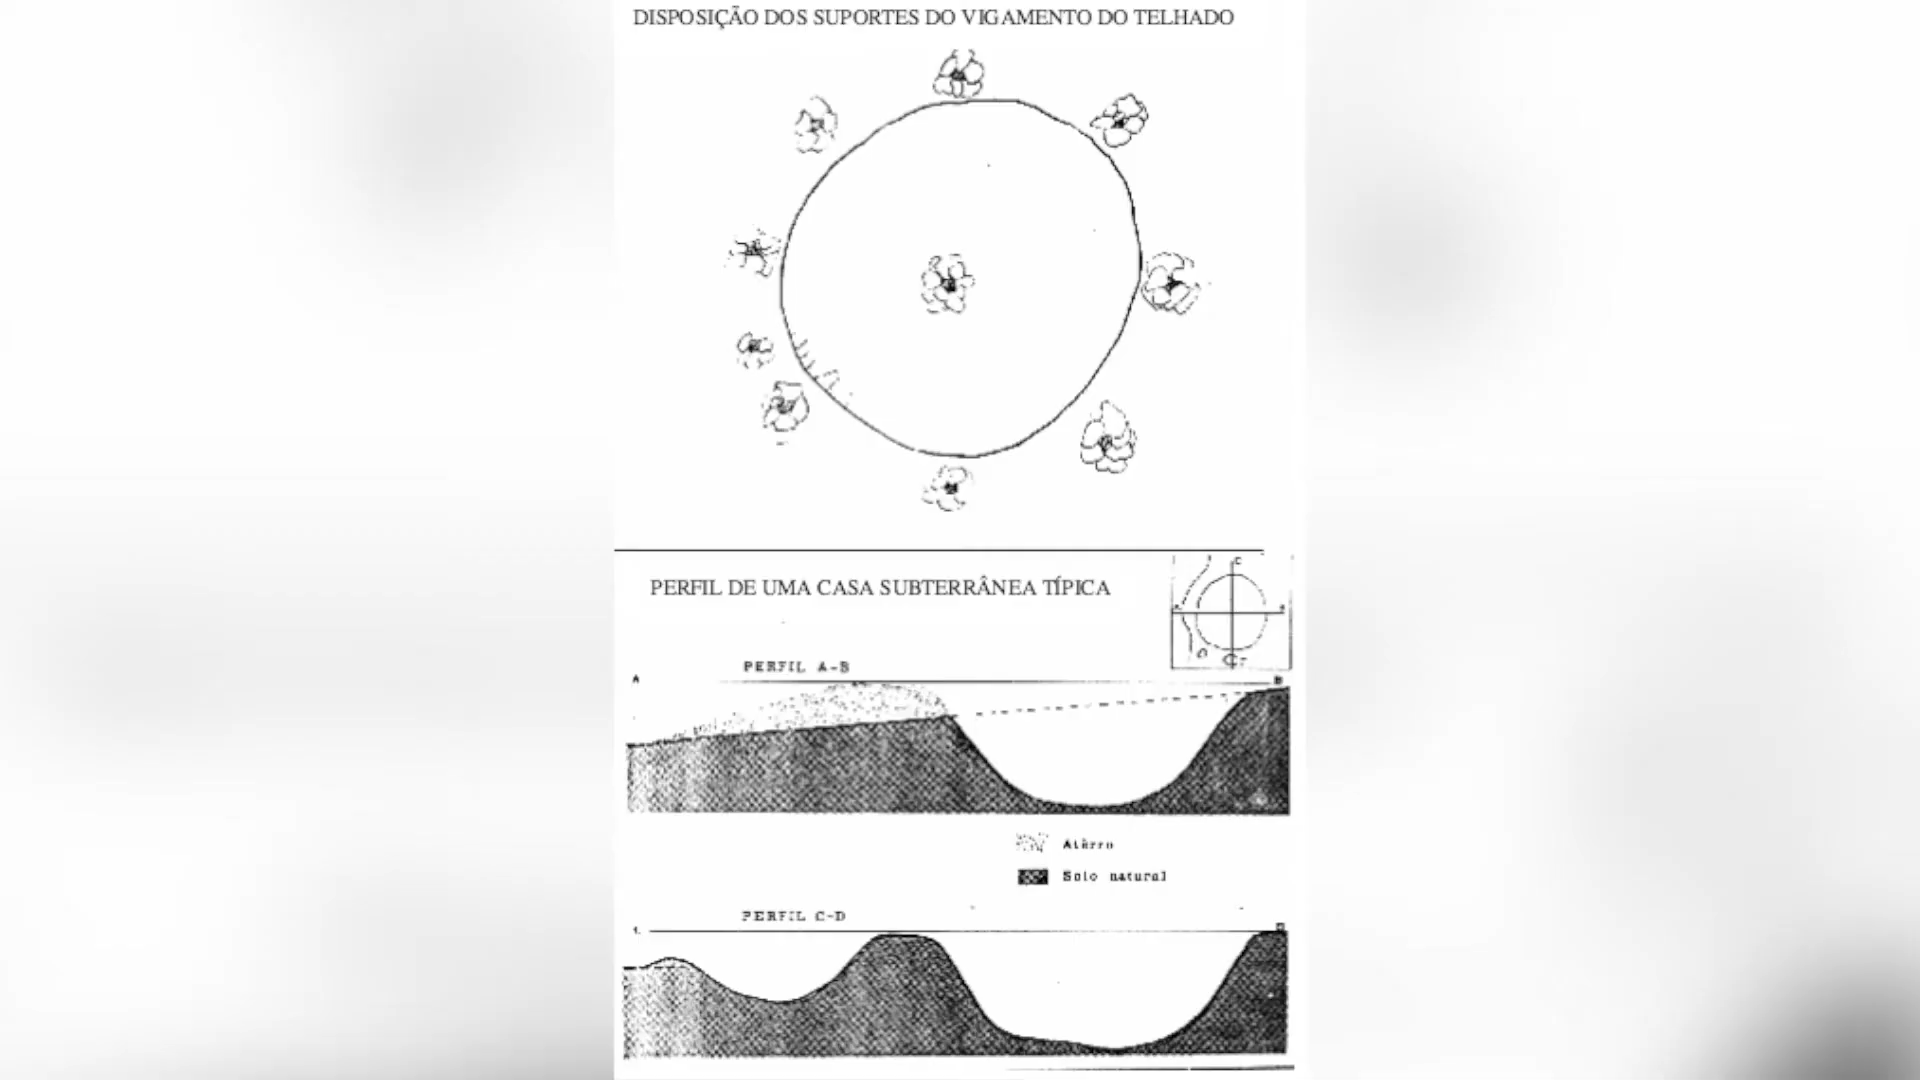 DISPOSIÇÃO DOS SUPORTES DO VIGAMENTO DO TELHADO
PERFIL DE UMA CASA SUBTERRÂNEA TÍPICA
C
PERFIL A-B
A
B
Atêrro
Solo natural
PERFIL C-D